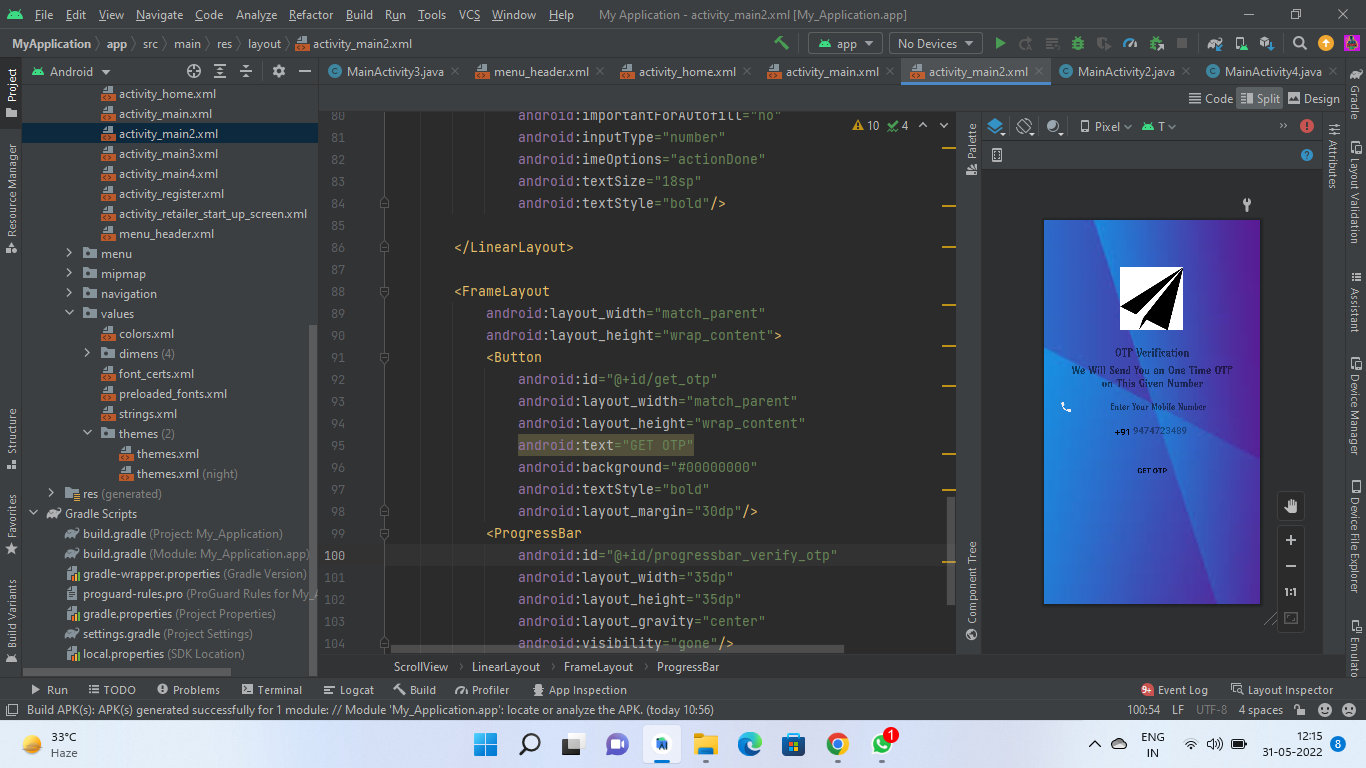 File Edit View Navigate Code Analyze Refactor Build Run Tools VCS Window Help My Application - activity_main2.xml [My_Application.app]
MyApplication app src main res layout activity_main2.xml app No Devices
Android MainActivity3.java menu_header.xml activity_home.xml activity_main.xml activity_main2.xml MainActivity2.java MainActivity4.java
Code Split Design
Project
Resource Manager
Structure
Favorites
Build Variants
activity_home.xml
activity_main.xml
activity_main2.xml
activity_main3.xml
activity_main4.xml
activity_register.xml
activity_retailer_start_up_screen.xml
menu_header.xml
menu
mipmap
navigation
values
colors.xml
dimens (4)
font_certs.xml
preloaded_fonts.xml
strings.xml
themes (2)
themes.xml
themes.xml (night)
res (generated)
Gradle Scripts
build.gradle (Project: My_Application)
build.gradle (Module: My_Application.app)
gradle-wrapper.properties (Gradle Version)
proguard-rules.pro (ProGuard Rules for My_A
gradle.properties (Project Properties)
settings.gradle (Project Settings)
local.properties (SDK Location)
10 4
80 android:importantForAutofill="no"
81 android:inputType="number"
82 android:imeOptions="actionDone"
83 android:textSize="18sp"
84 android:textStyle="bold"/>
85
86 </LinearLayout>
87
88 <FrameLayout
89 android:layout_width="match_parent"
90 android:layout_height="wrap_content">
91 <Button
92 android:id="@+id/get_otp"
93 android:layout_width="match_parent"
94 android:layout_height="wrap_content"
95 android:text="GET OTP"
96 android:background="#00000000"
97 android:textStyle="bold"
98 android:layout_margin="30dp"/>
99 <ProgressBar
100 android:id="@+id/progressbar_verify_otp"
101 android:layout_width="35dp"
102 android:layout_height="35dp"
103 android:layout_gravity="center"
104 android:visibility="gone"/>
ScrollView LinearLayout FrameLayout ProgressBar
Palette
Component Tree
Pixel T
OTP Verification
We Will Send You an One Time OTP
on This Given Number
Enter Your Mobile Number
+91 9474723489
GET OTP
1:1
Attributes
Gradle
Layout Validation
Assistant
Device Manager
Device File Explorer
Emulato
Run TODO Problems Terminal Logcat Build Profiler App Inspection 9+ Event Log Layout Inspector
Build APK(s): APK(s) generated successfully for 1 module: // Module 'My_Application.app': locate or analyze the APK. (today 10:56) 100:54 LF UTF-8 4 spaces
33°C
Haze
1
ENG
IN
12:15
31-05-2022
8